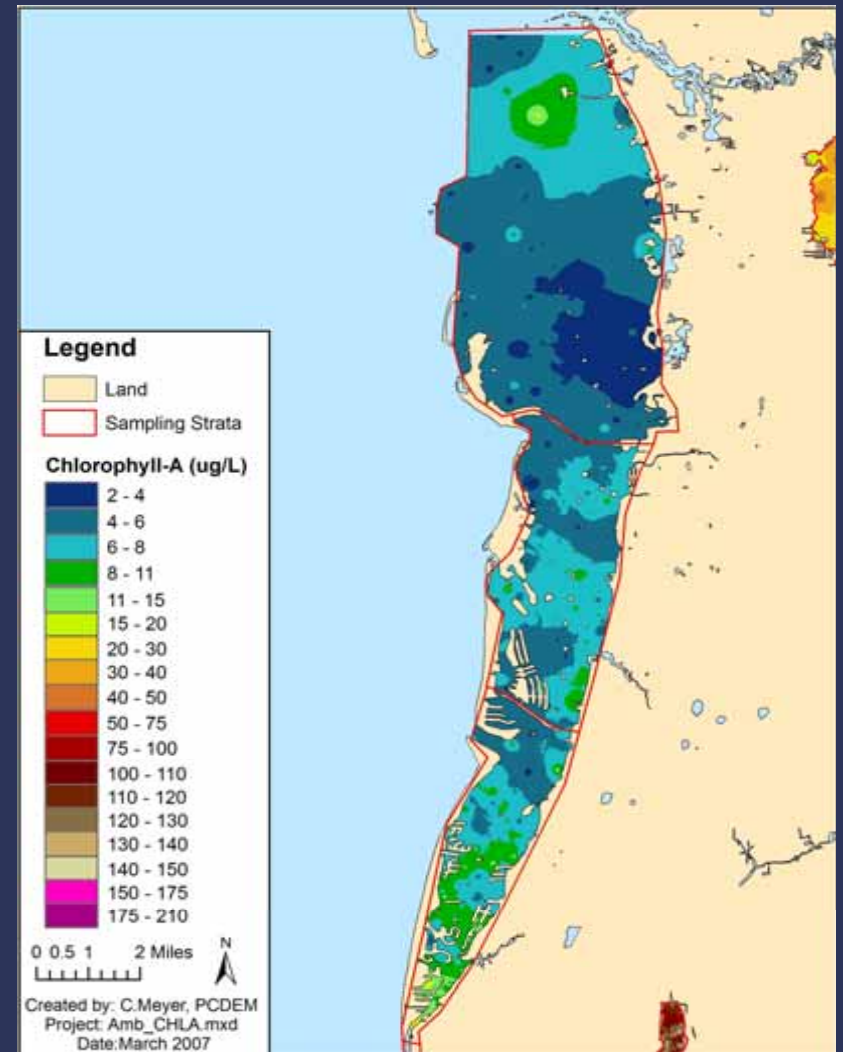 Legend
Land
Sampling Strata
Chlorophyll-A (ug/L)
2 - 4
4 - 6
6 - 8
8 - 11
11 - 15
15 - 20
20 - 30
30 - 40
40 - 50
50 - 75
75 - 100
100 - 110
110 - 120
120 - 130
130 - 140
140 - 150
150 - 175
175 - 210
0 0.5 1 2 Miles
N
Created by: C.Meyer, PCDEM
Project: Amb_CHLA.mxd
Date:March 2007